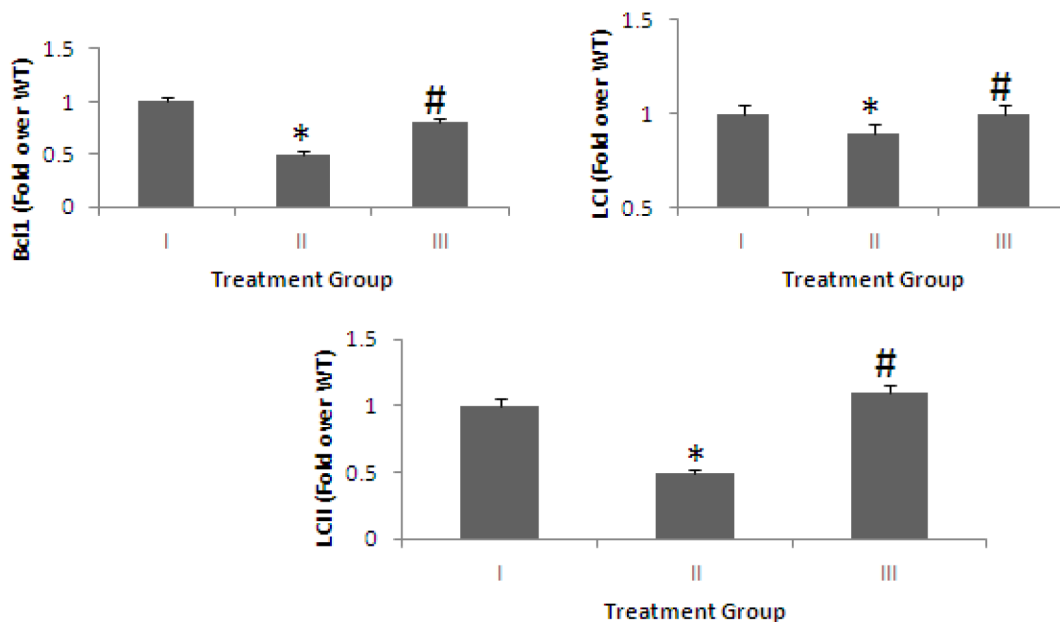 Bcl1 (Fold over WT)
1.5
1
0.5
0
*
#
I II III
Treatment Group
LCI (Fold over WT)
1.5
1
0.5
*
#
I II III
Treatment Group
LCII (Fold over WT)
1.5
1
0.5
0
*
#
I II III
Treatment Group